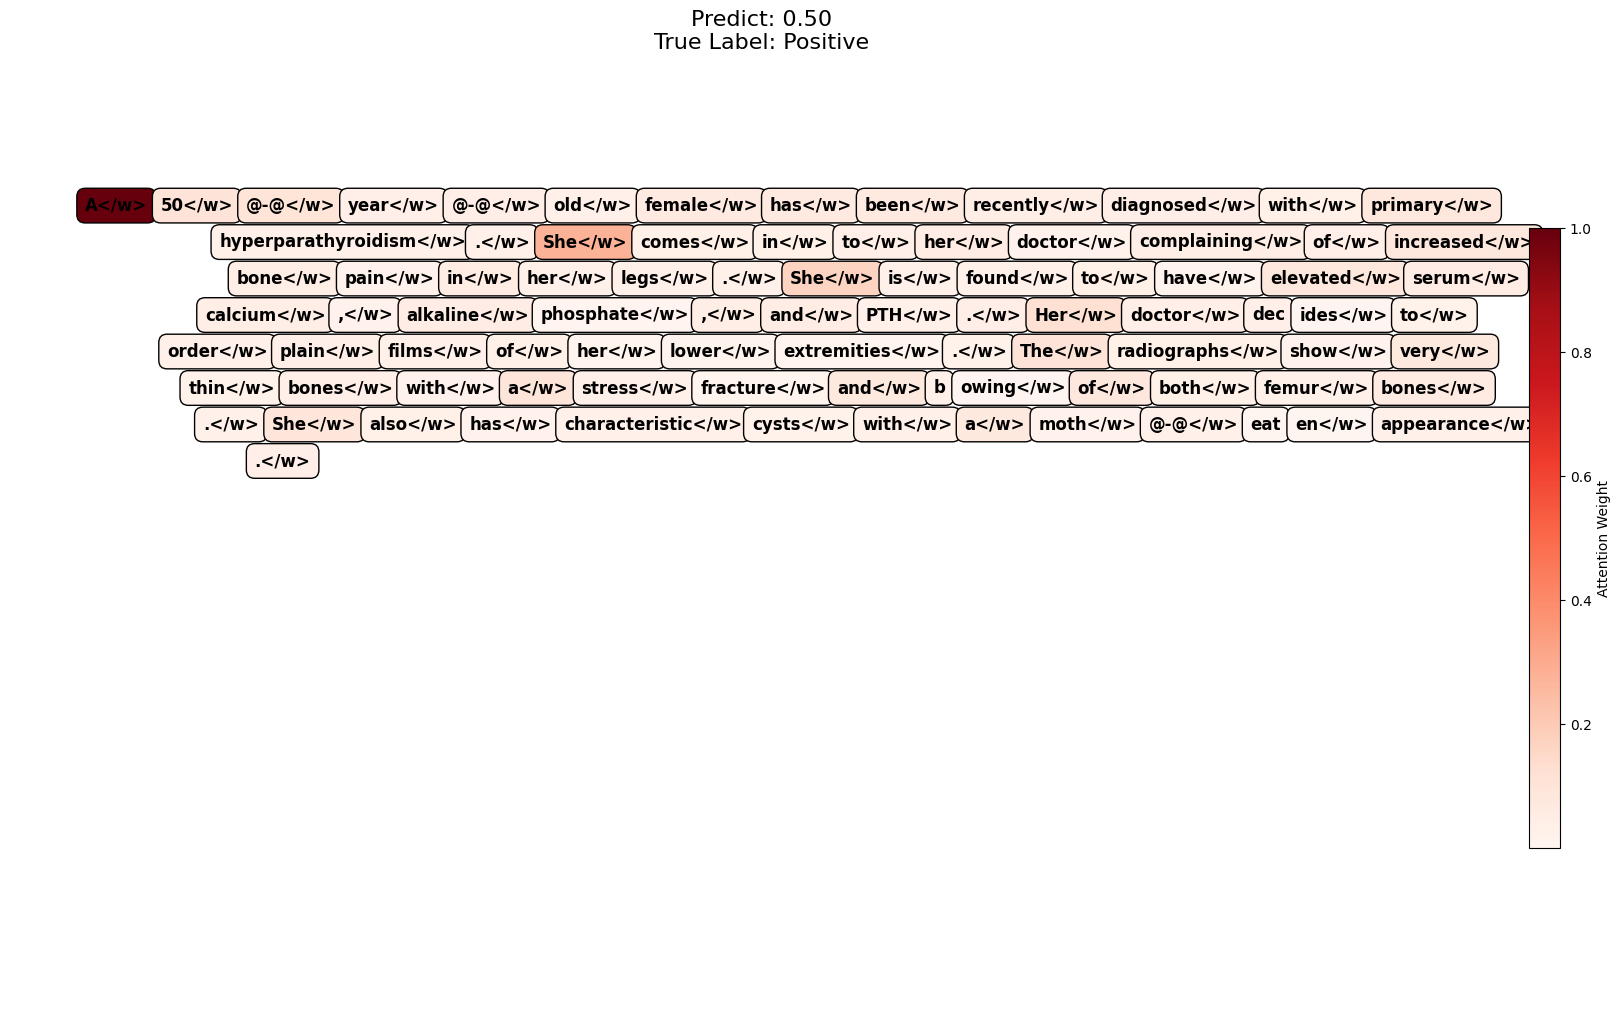 Predict: 0.50
True Label: Positive
A</w> 50</w> @-@</w> year</w> @-@</w> old</w> female</w> has</w> been</w> recently</w> diagnosed</w> with</w> primary</w>
hyperparathyroidism</w> .</w> She</w> comes</w> in</w> to</w> her</w> doctor</w> complaining</w> of</w> increased</w>
bone</w> pain</w> in</w> her</w> legs</w> .</w> She</w> is</w> found</w> to</w> have</w> elevated</w> serum</w>
calcium</w> ,</w> alkaline</w> phosphate</w> ,</w> and</w> PTH</w> .</w> Her</w> doctor</w> dec ides</w> to</w>
order</w> plain</w> films</w> of</w> her</w> lower</w> extremities</w> .</w> The</w> radiographs</w> show</w> very</w>
thin</w> bones</w> with</w> a</w> stress</w> fracture</w> and</w> b owing</w> of</w> both</w> femur</w> bones</w>
.</w> She</w> also</w> has</w> characteristic</w> cysts</w> with</w> a</w> moth</w> @-@</w> eat en</w> appearance</w>
.</w>
1.0
0.8
0.6
0.4
0.2
Attention Weight